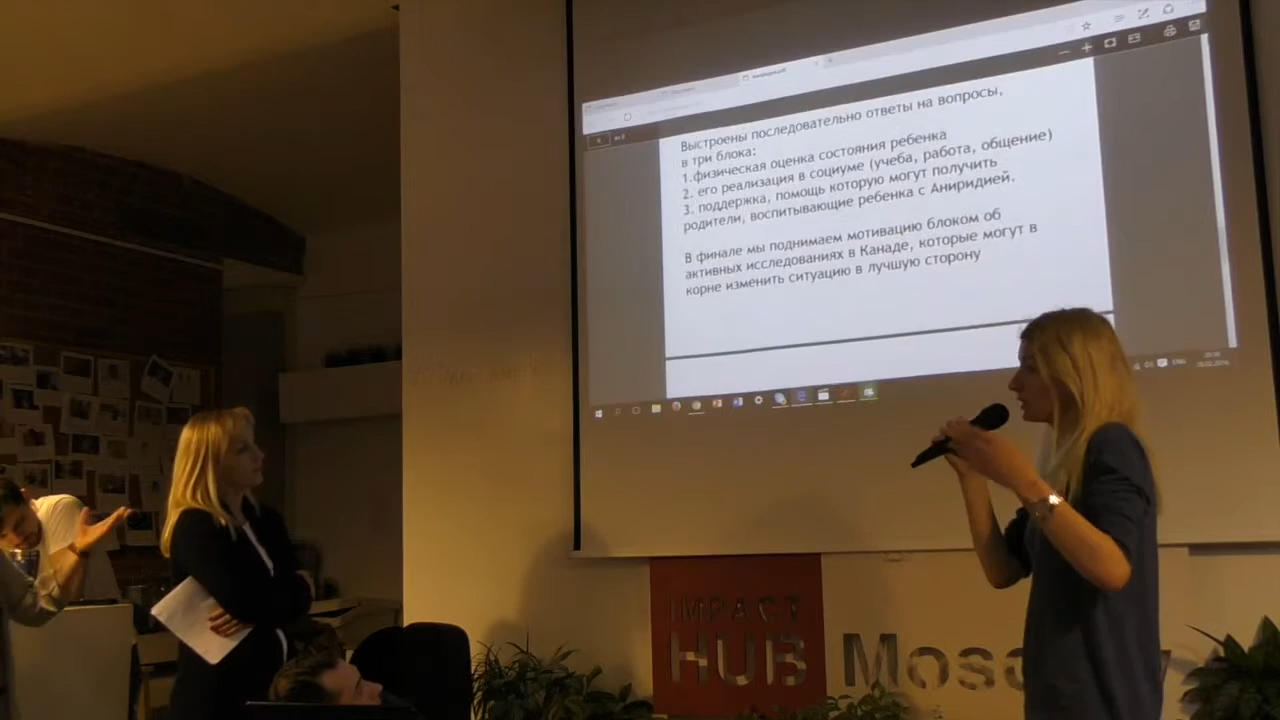 Выстроены последовательно ответы на вопросы,
в три блока:
1.физическая оценка состояния ребенка
2. его реализация в социуме (учеба, работа, общение)
3. поддержка, помощь которую могут получить
родители, воспитывающие ребенка с Аниридией.
В финале мы поднимаем мотивацию блоком об
активных исследованиях в Канаде, которые могут в
корне изменить ситуацию в лучшую сторону
IMPACT
HUB